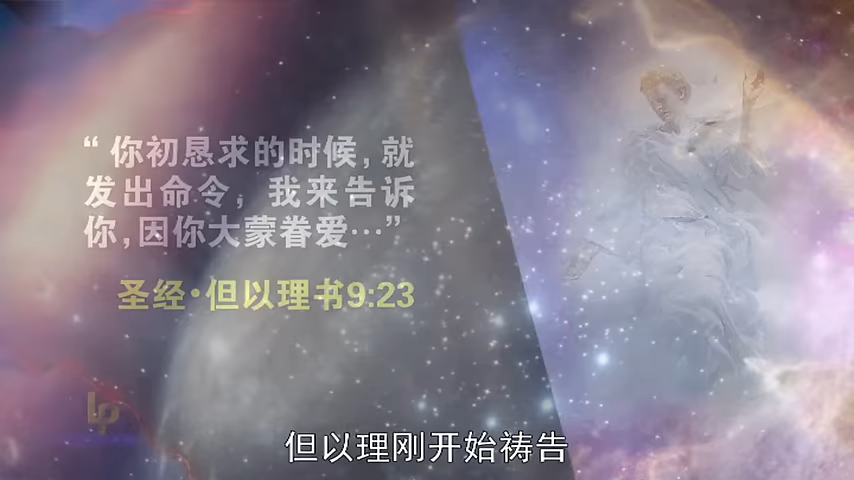 “你初恳求的时候，就
发出命令，我来告诉
你，因你大蒙眷爱…”
圣经·但以理书9:23
Lp
但以理刚开始祷告